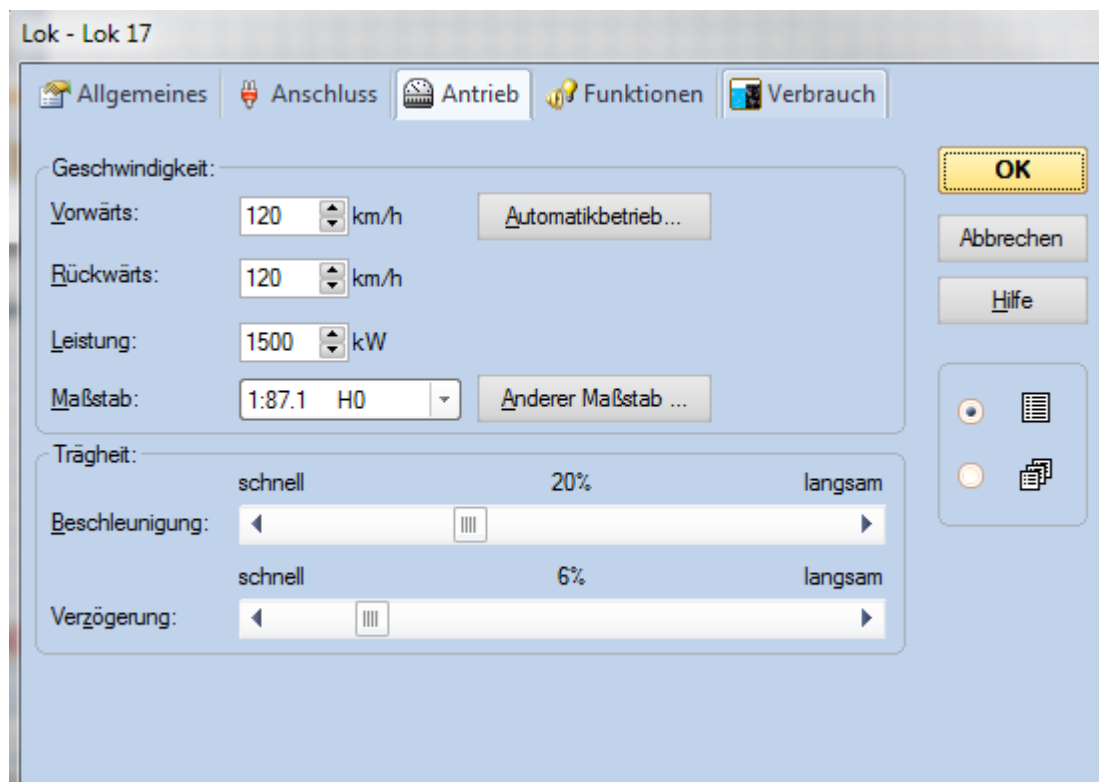 Lok - Lok 17
Allgemeines Anschluss Antrieb Funktionen Verbrauch
Geschwindigkeit:
Vorwärts: 120 km/h Automatikbetrieb...
Rückwärts: 120 km/h
Leistung: 1500 kW
Maßstab: 1:87.1 H0 Anderer Maßstab ...
Trägheit:
schnell 20% langsam
Beschleunigung:
schnell 6% langsam
Verzögerung:
OK
Abbrechen
Hilfe